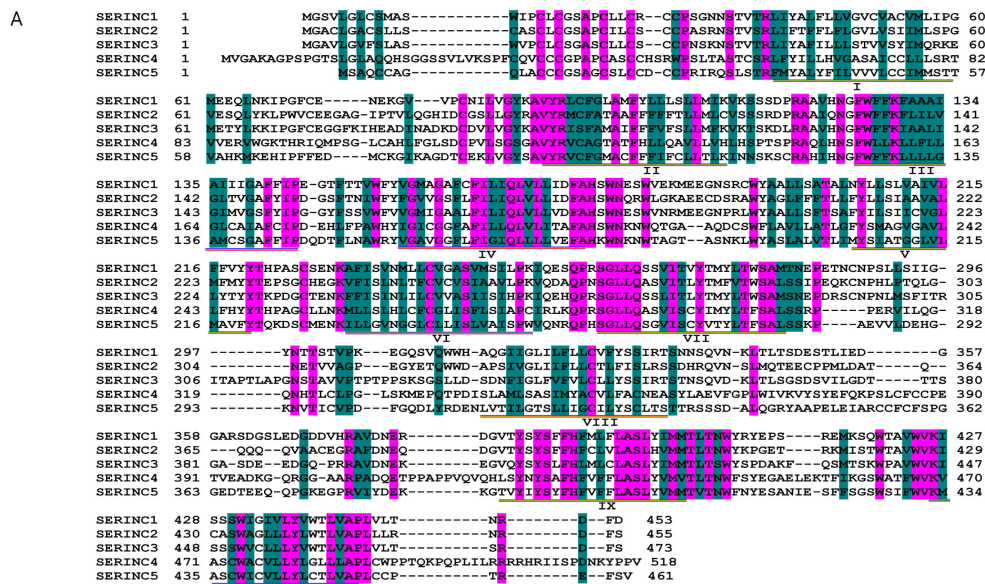 A
SERINC1 1 MGSVLGLCSMAS-----------WIPCLCGSAPCLLCR--CCPSGNNSTVTRLIYALFLLVGVCVACVMLIPG 60
SERINC2 1 MGACLGACSLLS-----------CASCLCGSAPCILCS--CCPASRNSTVSRLIFTFFLFLGVLVSIIMLSPG 60
SERINC3 1 MGAVLGVFSLAS-----------WVPCLCSGASCLLCS--CCPNSKNSTVTRLIYAFILLLSTVVSYIMQRKE 60
SERINC4 1 MVGAKAGPSPGTSLGLAQQHSGGSSVLVKSPFCQVCCCGPAPCASCCHSRWPSLTASTCSRLFYILLHVGASAICCLLLSRT 82
SERINC5 1 MSAQCCAG-----------QLACCCGSAGCSLCCD-CCPRIRQSLSTRFMYALYFILVVVLCCIMMSTT 57
I
SERINC1 61 MEEQLNKIPGFCE----NEKGV---VPCNILVGYKAVYRLCFGLAMFYLLLSLLMIKVKSSSDPRAAVHNGFWFFKFAAAI 134
SERINC2 61 VESQLYKLPWVCEEGAG-IPTVLQGHIDCGSLLGYRAVYRMCFATAAFFFFFTLLMLCVSSSRDPRAAIQNGFWFFKFLILV 141
SERINC3 61 METYLKKIPGFCEGGFKIHEADINADKDCDVLVGYKAVYRISFAMAIFFFVFSLLMFKVKTSKDLRAAVHNGFWFFKIAALI 142
SERINC4 83 VVERVWGKTHRIQMPSGLCAHLFGLSDCPVLSGSGAVYRVCAGTATFHLLQAVLLVHLHSPTSPRAQLHNSFWLLKLLFLL 163
SERINC5 58 VAHKMKEHIPFFED----MCKGIKAGDTCEKLVGYSAVYRVCFGMACFFFIFCLLTLKINNSKSCRAHIHNGFWFFKLLLLG 135
II III
SERINC1 135 AIIIGAFFIPE-GTFTTVWFYVGMAGAFCFILIQLVLLIDFAHSWNESWVEKMEEGNSRCWYAALLSATALNYLLSLVAIVL 215
SERINC2 142 GLTVGAFYIPD-GSFTNIWFYFGVVGSFLFILIQLVLLIDFAHSWNQRWLGKAEECDSRAWYAGLFFFTLLFYLLSIAAVAL 222
SERINC3 143 GIMVGSFYIPG-GYFSSVWFVVGMIGAALFILIQLVLLVDFAHSWNESWVNRMEEGNPRLWYAALLSFTSAFYILSIICVGL 223
SERINC4 164 GLCAIAFCIPDEHLFPAWHYIGICGGFAFILLQLVLITAFAHSWNKNWQTGA-AQDCSWFLAVLLATLGFYSMAGVGAVLL 242
SERINC5 136 AMCSGAFFIPDQDTFLNAWRYVGAVGGFLFIGIQLLLLVEFAHKWNKNWTAGT-ASNKLWYASLALVTLIMYSIATGGLVL 215
IV V
SERINC1 216 FFVYYTHPASCSENKAFISVNMLLCVGASVMSILPKIQESQPRSGLLQSSVITVYTMYLTWSAMTNEPETNCNPSLLSIIG- 296
SERINC2 223 MFMYYTEPSGCHEGKVFISLNLTFCVCVSIAAVLPKVQDAQPNSGLLQASVITLYTMFVTWSALSSIPEQKCNPHLPTQLG- 303
SERINC3 224 LYTYYTKPDGCTENKFFISINLILCVVASIISIHPKIQEHQPRSGLLQSSLITLYTMYLTWSAMSNEPDRSCNPNLMSFITR 305
SERINC4 243 LFHYYTHPAGCLLNKMLLSLHLCFCGLISFLSIAPCIRLKQPRSGLLQASVISCYIMYLTFSALSSRP----PERVILQG- 318
SERINC5 216 MAVFYTQKDSCMENKILLGVNGGLCLLISLVAISPWVQNRQPHSGLLQSGVISCYVTYLTFSALSSKP----AEVVLDEHG- 292
VI VII
SERINC1 297 --------YNTTSTVPK--EGQSVQWWH-AQGIIGLILFLLCVFYSSIRTSNNSQVN-KLTLTSDESTLIED------G 357
SERINC2 304 --------NETVVAGP---EGYETQWWD-APSIVGLIIFLLCTLFISLRSSDHRQVN-SLMQTEECPPMLDAT-----Q 364
SERINC3 306 ITAPTLAPGNSTAVVPTPTPPSKSGSLLD-SDNFIGLFVFVLCLLYSSIRTSTNSQVD-KLTLSGSDSVILGDT----TTS 380
SERINC4 319 --------QNHTLCLPG--LSKMEPQTPDISLAMLSASIMYACVLFACNEASYLAEVFGPLWIVKVYSYEFQKPSLCFCCPE 390
SERINC5 293 --------KNVTICVPD--FGQDLYRDENLVTILGTSLLIGCILYSCLTSTTRSSSD-ALQGRYAAPELEIARCCFCFSPG 362
VIII
SERINC1 358 GARSDGSLEDGDDVHRAVDNER------DGVTYSYSFFHFMLFLASLYIMMTLTNWYRYEPS----REMKSQWTAVWVKI 427
SERINC2 365 ---QQQ-QVAACEGRAFDNEQ-------DGVTYSYSFFHFCLVLASLHVMMTLTNWYKPGET----RKMISTWTAVWVKI 429
SERINC3 381 GA-SDE-EDGQ-PRRAVDNEK-------EGVQYSYSLFHLMLCLASLYIMMTLTSWYSPDAKF---QSMTSKWPAVWVKI 447
SERINC4 391 TVEADKG-QRGG-AARPADQETPPAPPVQVQHLSYNYSAFHFVFFLASLYVMVTLTNWFSYEGAELEKTFIKGSWATFWVKV 470
SERINC5 363 GEDTEEQ-QPGKEGPRVIYDEK------KGTVYIYSYFHFVFFLASLYVMMTVTNWFNYESANIE-SFFSGSWSIFWVKM 434
IX
SERINC1 428 SSSWIGIVLYVWTLVAPLVLT-----------NR-------D--FD 453
SERINC2 430 CASWAGLLLYLWTLVAPLLLR-----------NR-------D--FS 455
SERINC3 448 SSSWVCLLLYVWTLVAPLVLT-----------SR-------D--FS 473
SERINC4 471 ASCWACVLLYLGLLLAPLCWPPTQKPQPLILRRRRHRIISPDNKYPPV 518
SERINC5 435 ASCWICVLLYLCTLVAPLCCP-----------TR-------E--FSV 461